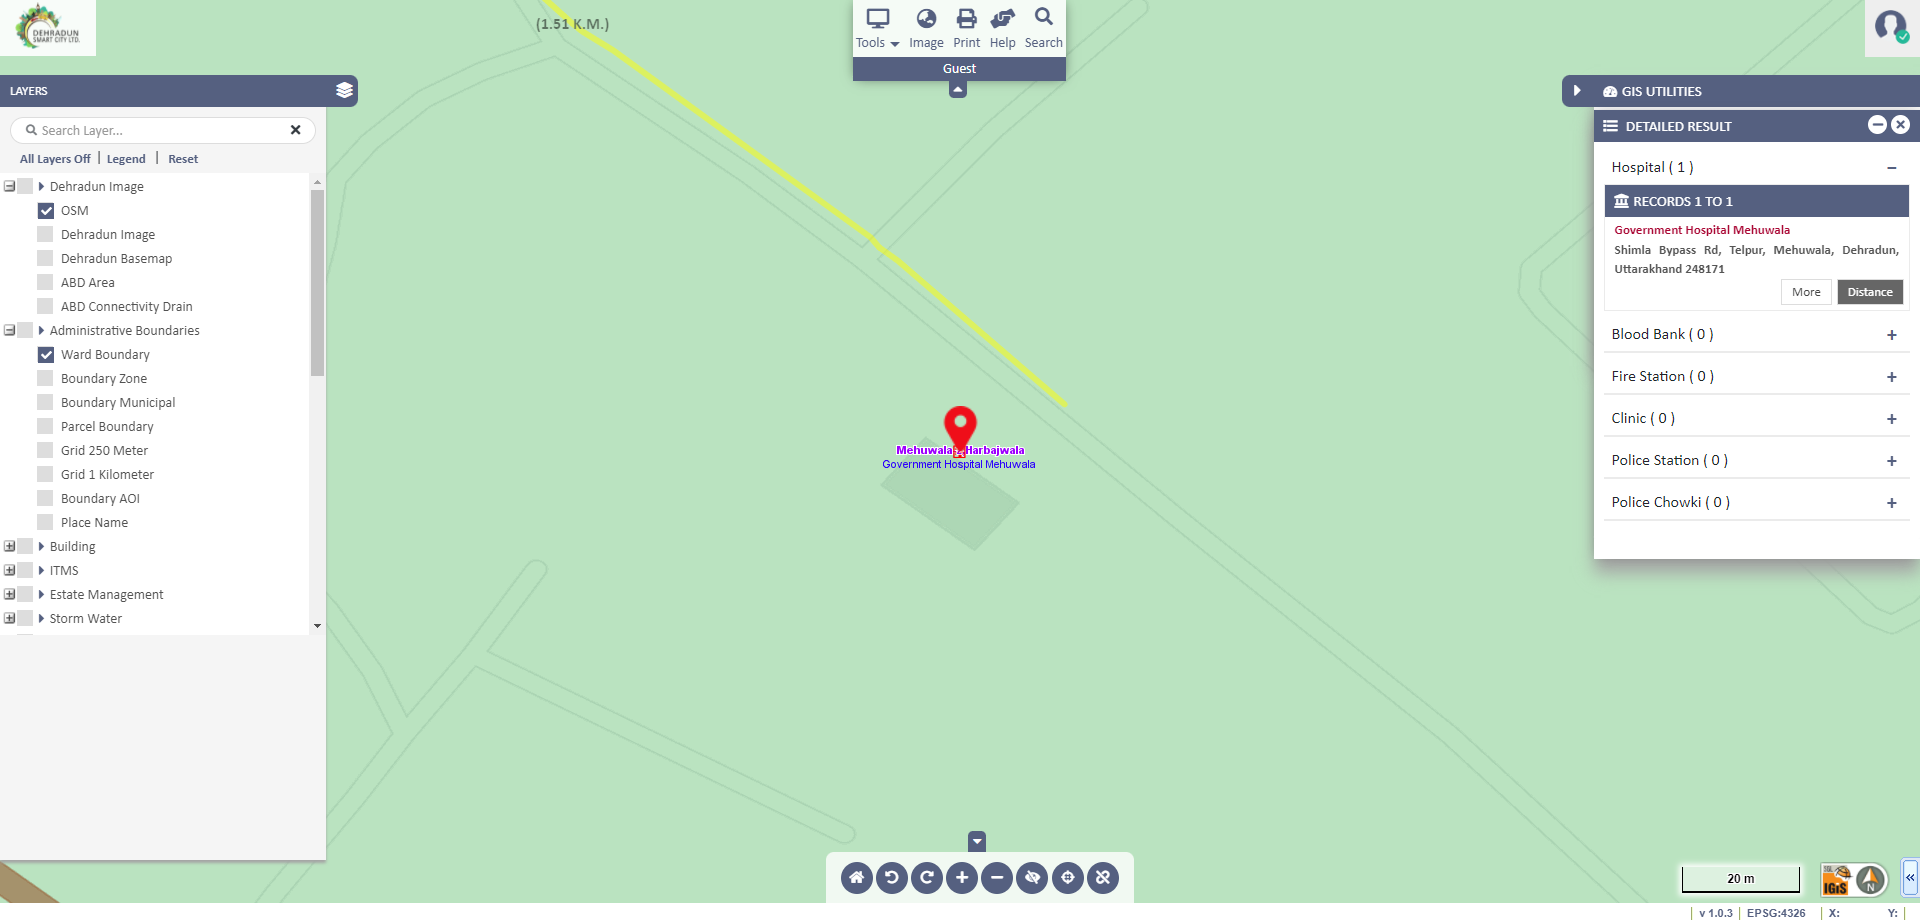 DEHRADUN
SMART CITY LTD.
(1.51 K.M.)
Tools
Image
Print
Help
Search
Guest
LAYERS
Search Layer...
All Layers Off
Legend
Reset
Dehradun Image
OSM
Dehradun Image
Dehradun Basemap
ABD Area
ABD Connectivity Drain
Administrative Boundaries
Ward Boundary
Boundary Zone
Boundary Municipal
Parcel Boundary
Grid 250 Meter
Grid 1 Kilometer
Boundary AOI
Place Name
Building
ITMS
Estate Management
Storm Water
Mehuwala Harbajwala
Government Hospital Mehuwala
GIS UTILITIES
DETAILED RESULT
Hospital ( 1 )
RECORDS 1 TO 1
Government Hospital Mehuwala
Shimla Bypass Rd, Telpur, Mehuwala, Dehradun,
Uttarakhand 248171
More
Distance
Blood Bank ( 0 )
Fire Station ( 0 )
Clinic ( 0 )
Police Station ( 0 )
Police Chowki ( 0 )
20 m
IGiS
N
v 1.0.3
EPSG:4326
X:
Y: